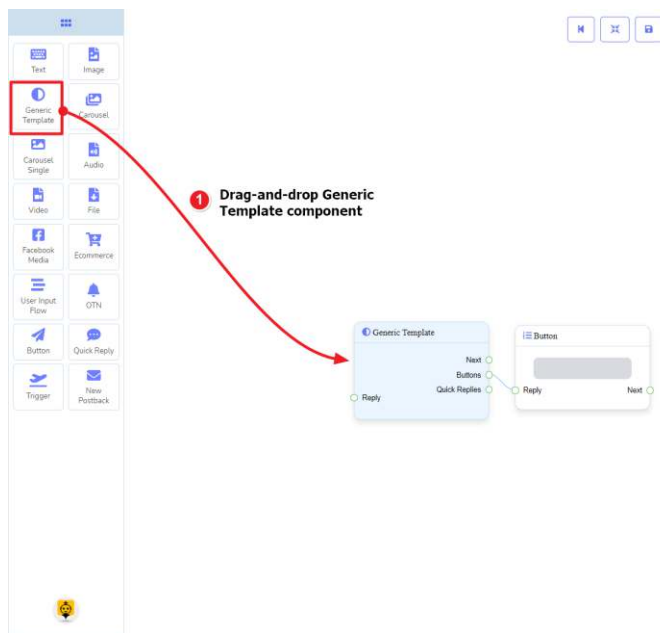 Text
Image
Generic
Template
Carousel
Carousel
Single
Audio
Video
File
Facebook
Media
Ecommerce
User Input
Flow
OTN
Button
Quick Reply
Trigger
New
Postback
1
Drag-and-drop Generic
Template component
Generic Template
Next
Buttons
Quick Replies
Reply
Button
Reply
Next